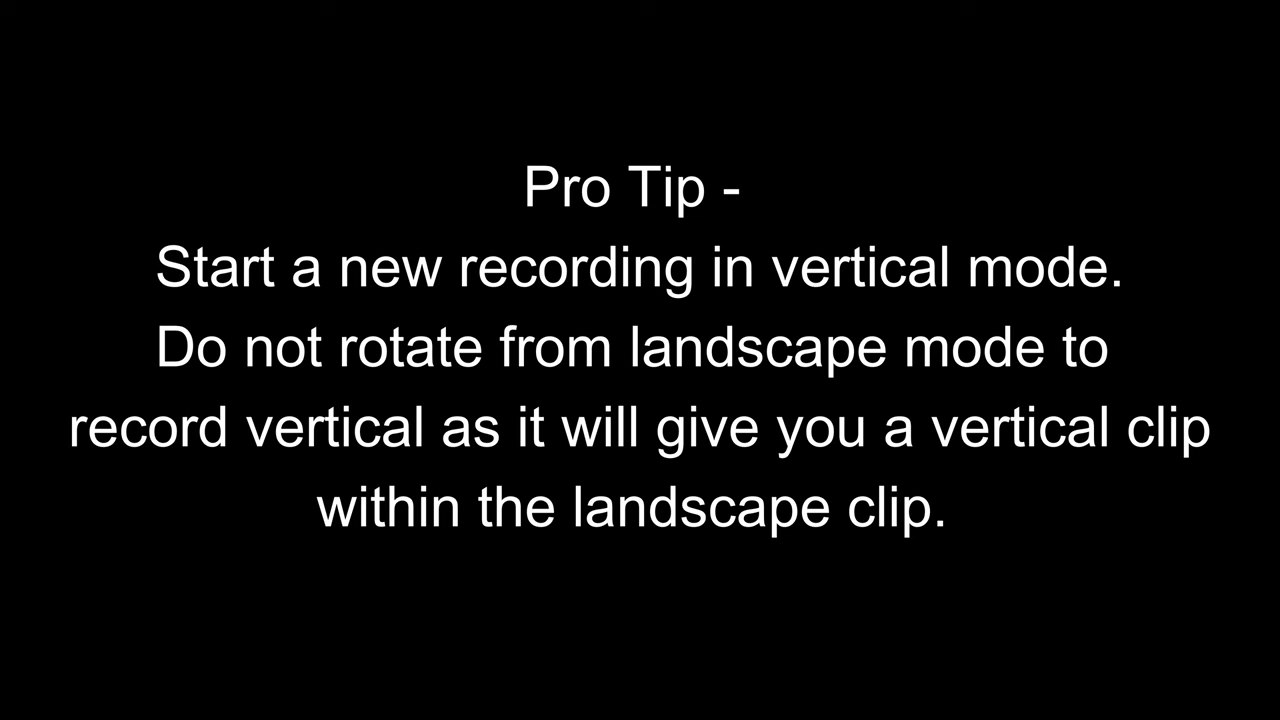 Pro Tip -
Start a new recording in vertical mode.
Do not rotate from landscape mode to
record vertical as it will give you a vertical clip
within the landscape clip.